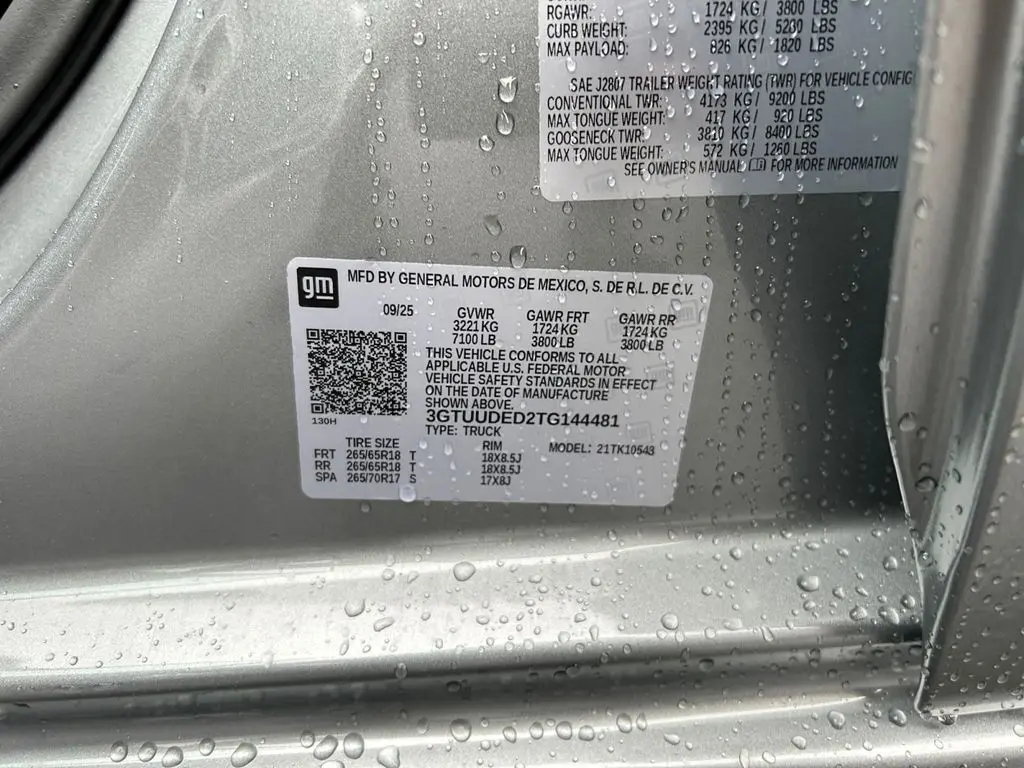 RGAWR: 1724 KG / 3800 LBS
CURB WEIGHT: 2395 KG / 5280 LBS
MAX PAYLOAD: 826 KG / 1820 LBS
SAE J2807 TRAILER WEIGHT RATING (TWR) FOR VEHICLE CONFIG
CONVENTIONAL TWR: 4173 KG / 9200 LBS
MAX TONGUE WEIGHT: 417 KG / 920 LBS
GOOSENECK TWR: 3810 KG / 8400 LBS
MAX TONGUE WEIGHT: 572 KG / 1260 LBS
SEE OWNER'S MANUAL FOR MORE INFORMATION
gm MFD BY GENERAL MOTORS DE MEXICO, S. DE R.L. DE C.V.
09/25 GVWR GAWR FRT GAWR RR
3221 KG 1724 KG 1724 KG
7100 LB 3800 LB 3800 LB
THIS VEHICLE CONFORMS TO ALL
APPLICABLE U.S. FEDERAL MOTOR
VEHICLE SAFETY STANDARDS IN EFFECT
ON THE DATE OF MANUFACTURE
SHOWN ABOVE.
3GTUUDED2TG144481
130H
TYPE: TRUCK
TIRE SIZE RIM MODEL: 21TK10543
FRT 265/65R18 T 18X8.5J
RR 265/65R18 T 18X8.5J
SPA 265/70R17 S 17X8J